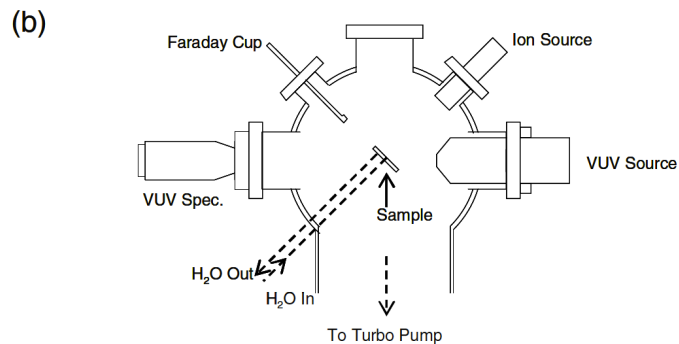 (b)
Faraday Cup
Ion Source
VUV Source
VUV Spec.
Sample
H₂O Out
H₂O In
To Turbo Pump